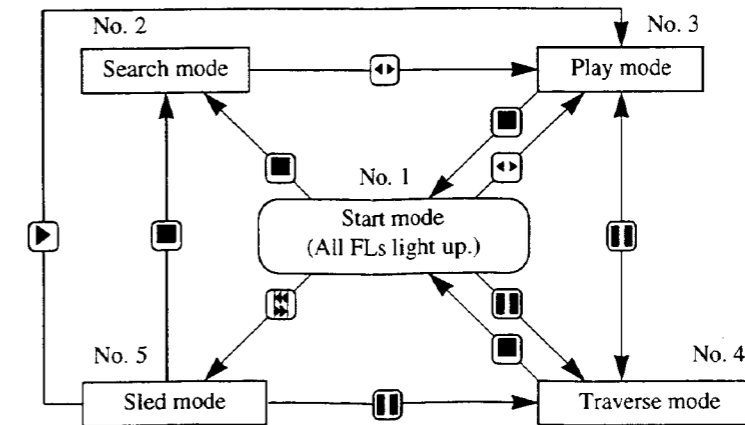 No. 2
No. 3
Search mode
Play mode
No. 1
Start mode
(All FLs light up.)
No. 5
No. 4
Sled mode
Traverse mode